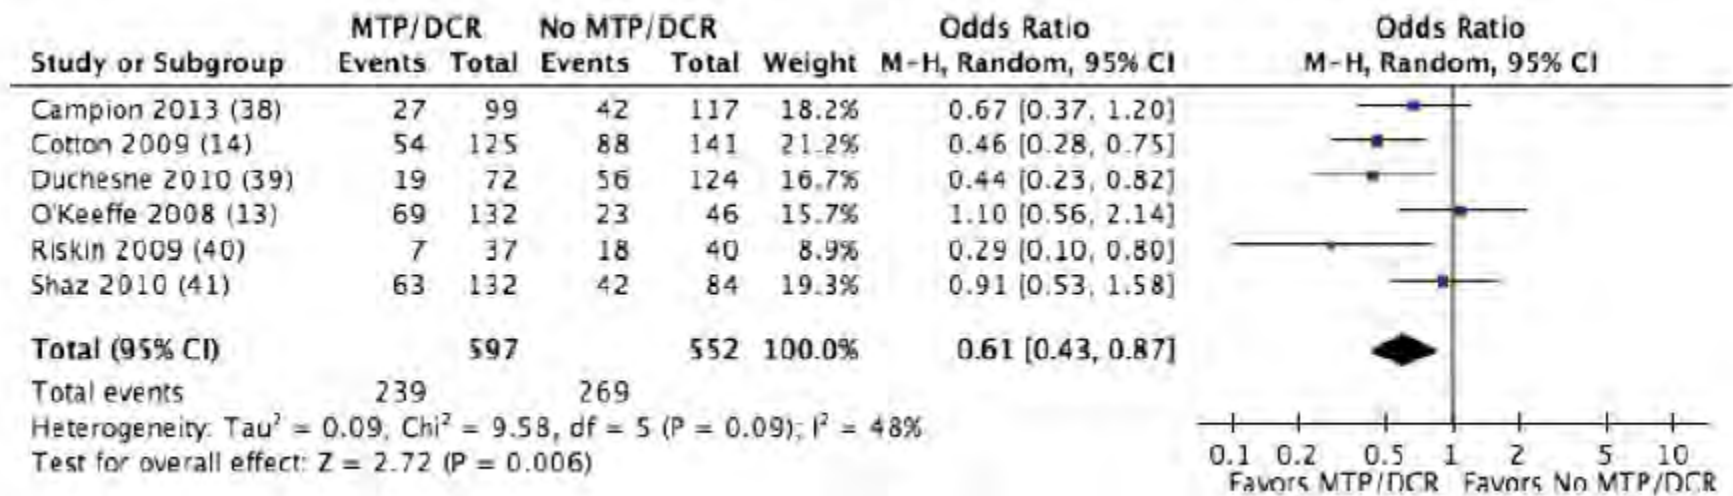 MTP/DCR No MTP/DCR Odds Ratio Odds Ratio
Study or Subgroup Events Total Events Total Weight M-H, Random, 95% CI M-H, Random, 95% CI
Campion 2013 (38) 27 99 42 117 18.2% 0.67 [0.37, 1.20]
Cotton 2009 (14) 54 125 88 141 21.2% 0.46 [0.28, 0.75]
Duchesne 2010 (39) 19 72 56 124 16.7% 0.44 [0.23, 0.82]
O'Keeffe 2008 (13) 69 132 23 46 15.7% 1.10 [0.56, 2.14]
Riskin 2009 (40) 7 37 18 40 8.9% 0.29 [0.10, 0.80]
Shaz 2010 (41) 63 132 42 84 19.3% 0.91 [0.53, 1.58]
Total (95% CI) 597 552 100.0% 0.61 [0.43, 0.87]
Total events 239 269
Heterogeneity: Tau² = 0.09, Chi² = 9.58, df = 5 (P = 0.09); I² = 48%
Test for overall effect: Z = 2.72 (P = 0.006)
0.1 0.2 0.5 1 2 5 10
Favors MTP/DCR Favors No MTP/DCR